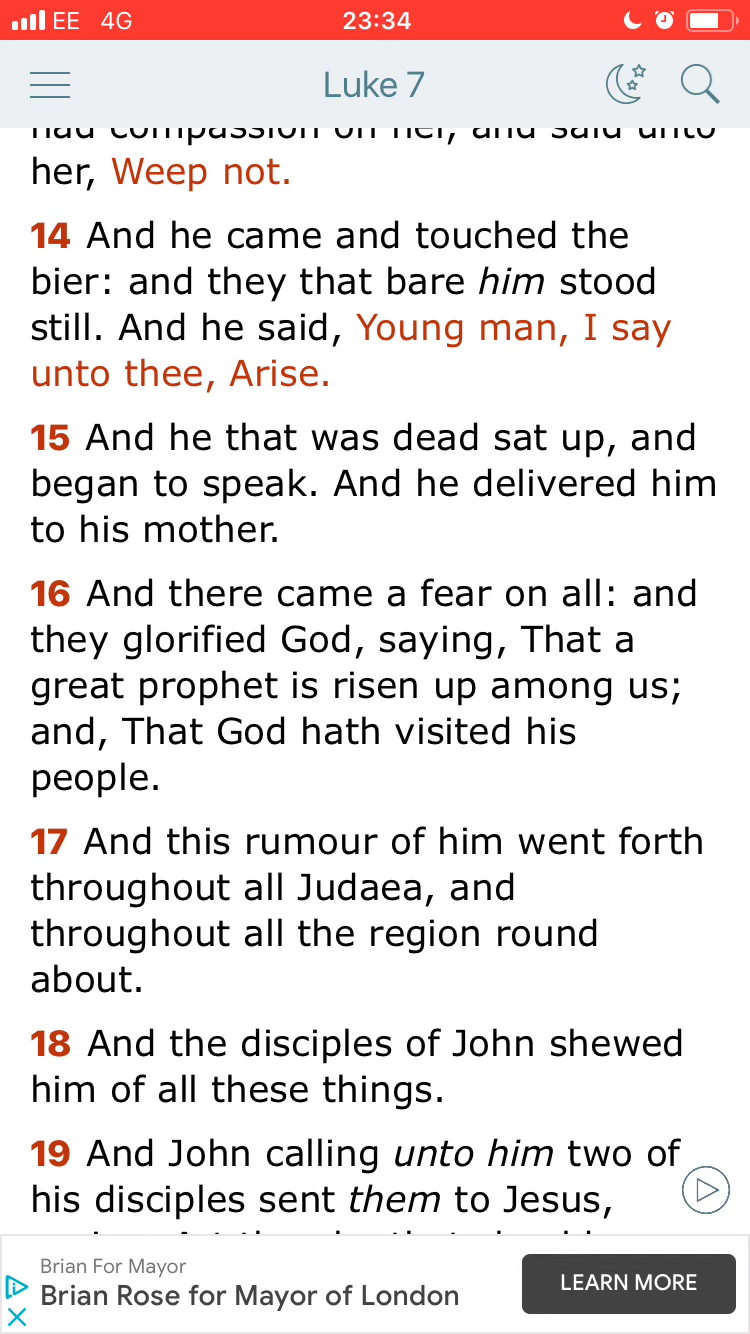 EE 4G 23:34
Luke 7
had compassion on her, and said unto
her, Weep not.
14 And he came and touched the
bier: and they that bare him stood
still. And he said, Young man, I say
unto thee, Arise.
15 And he that was dead sat up, and
began to speak. And he delivered him
to his mother.
16 And there came a fear on all: and
they glorified God, saying, That a
great prophet is risen up among us;
and, That God hath visited his
people.
17 And this rumour of him went forth
throughout all Judaea, and
throughout all the region round
about.
18 And the disciples of John shewed
him of all these things.
19 And John calling unto him two of
his disciples sent them to Jesus,
Brian For Mayor
Brian Rose for Mayor of London
LEARN MORE